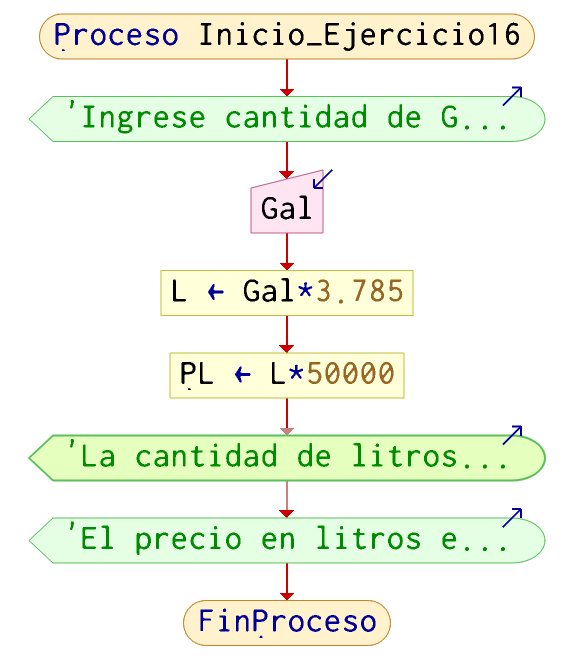 Proceso Inicio_Ejercicio16
'Ingrese cantidad de G...
Gal
L ← Gal*3.785
PL ← L*50000
'La cantidad de litros...
'El precio en litros e...
FinProceso